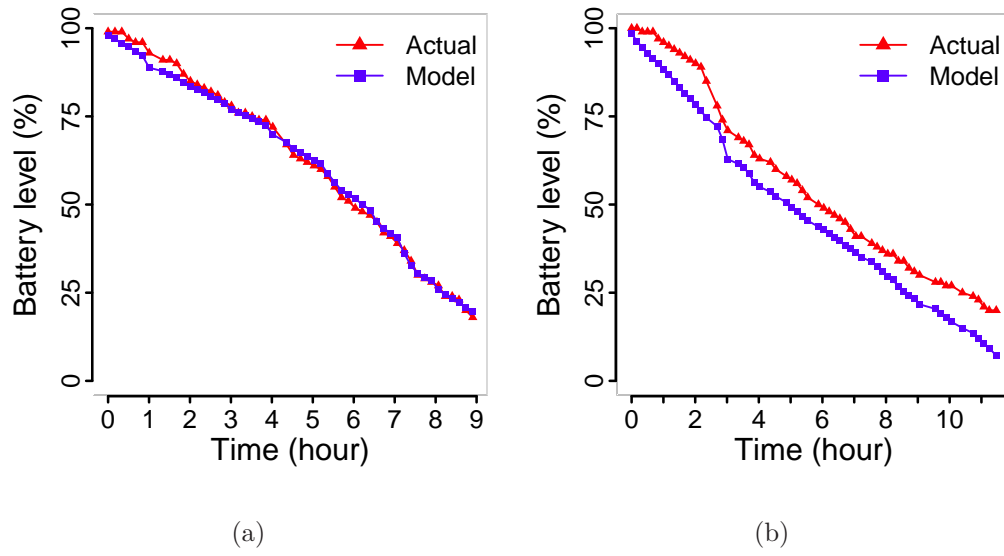 100
75
50
25
0
Battery level (%)
Actual
Model
0 1 2 3 4 5 6 7 8 9
Time (hour)
(a)
100
75
50
25
0
Battery level (%)
Actual
Model
0 2 4 6 8 10
Time (hour)
(b)